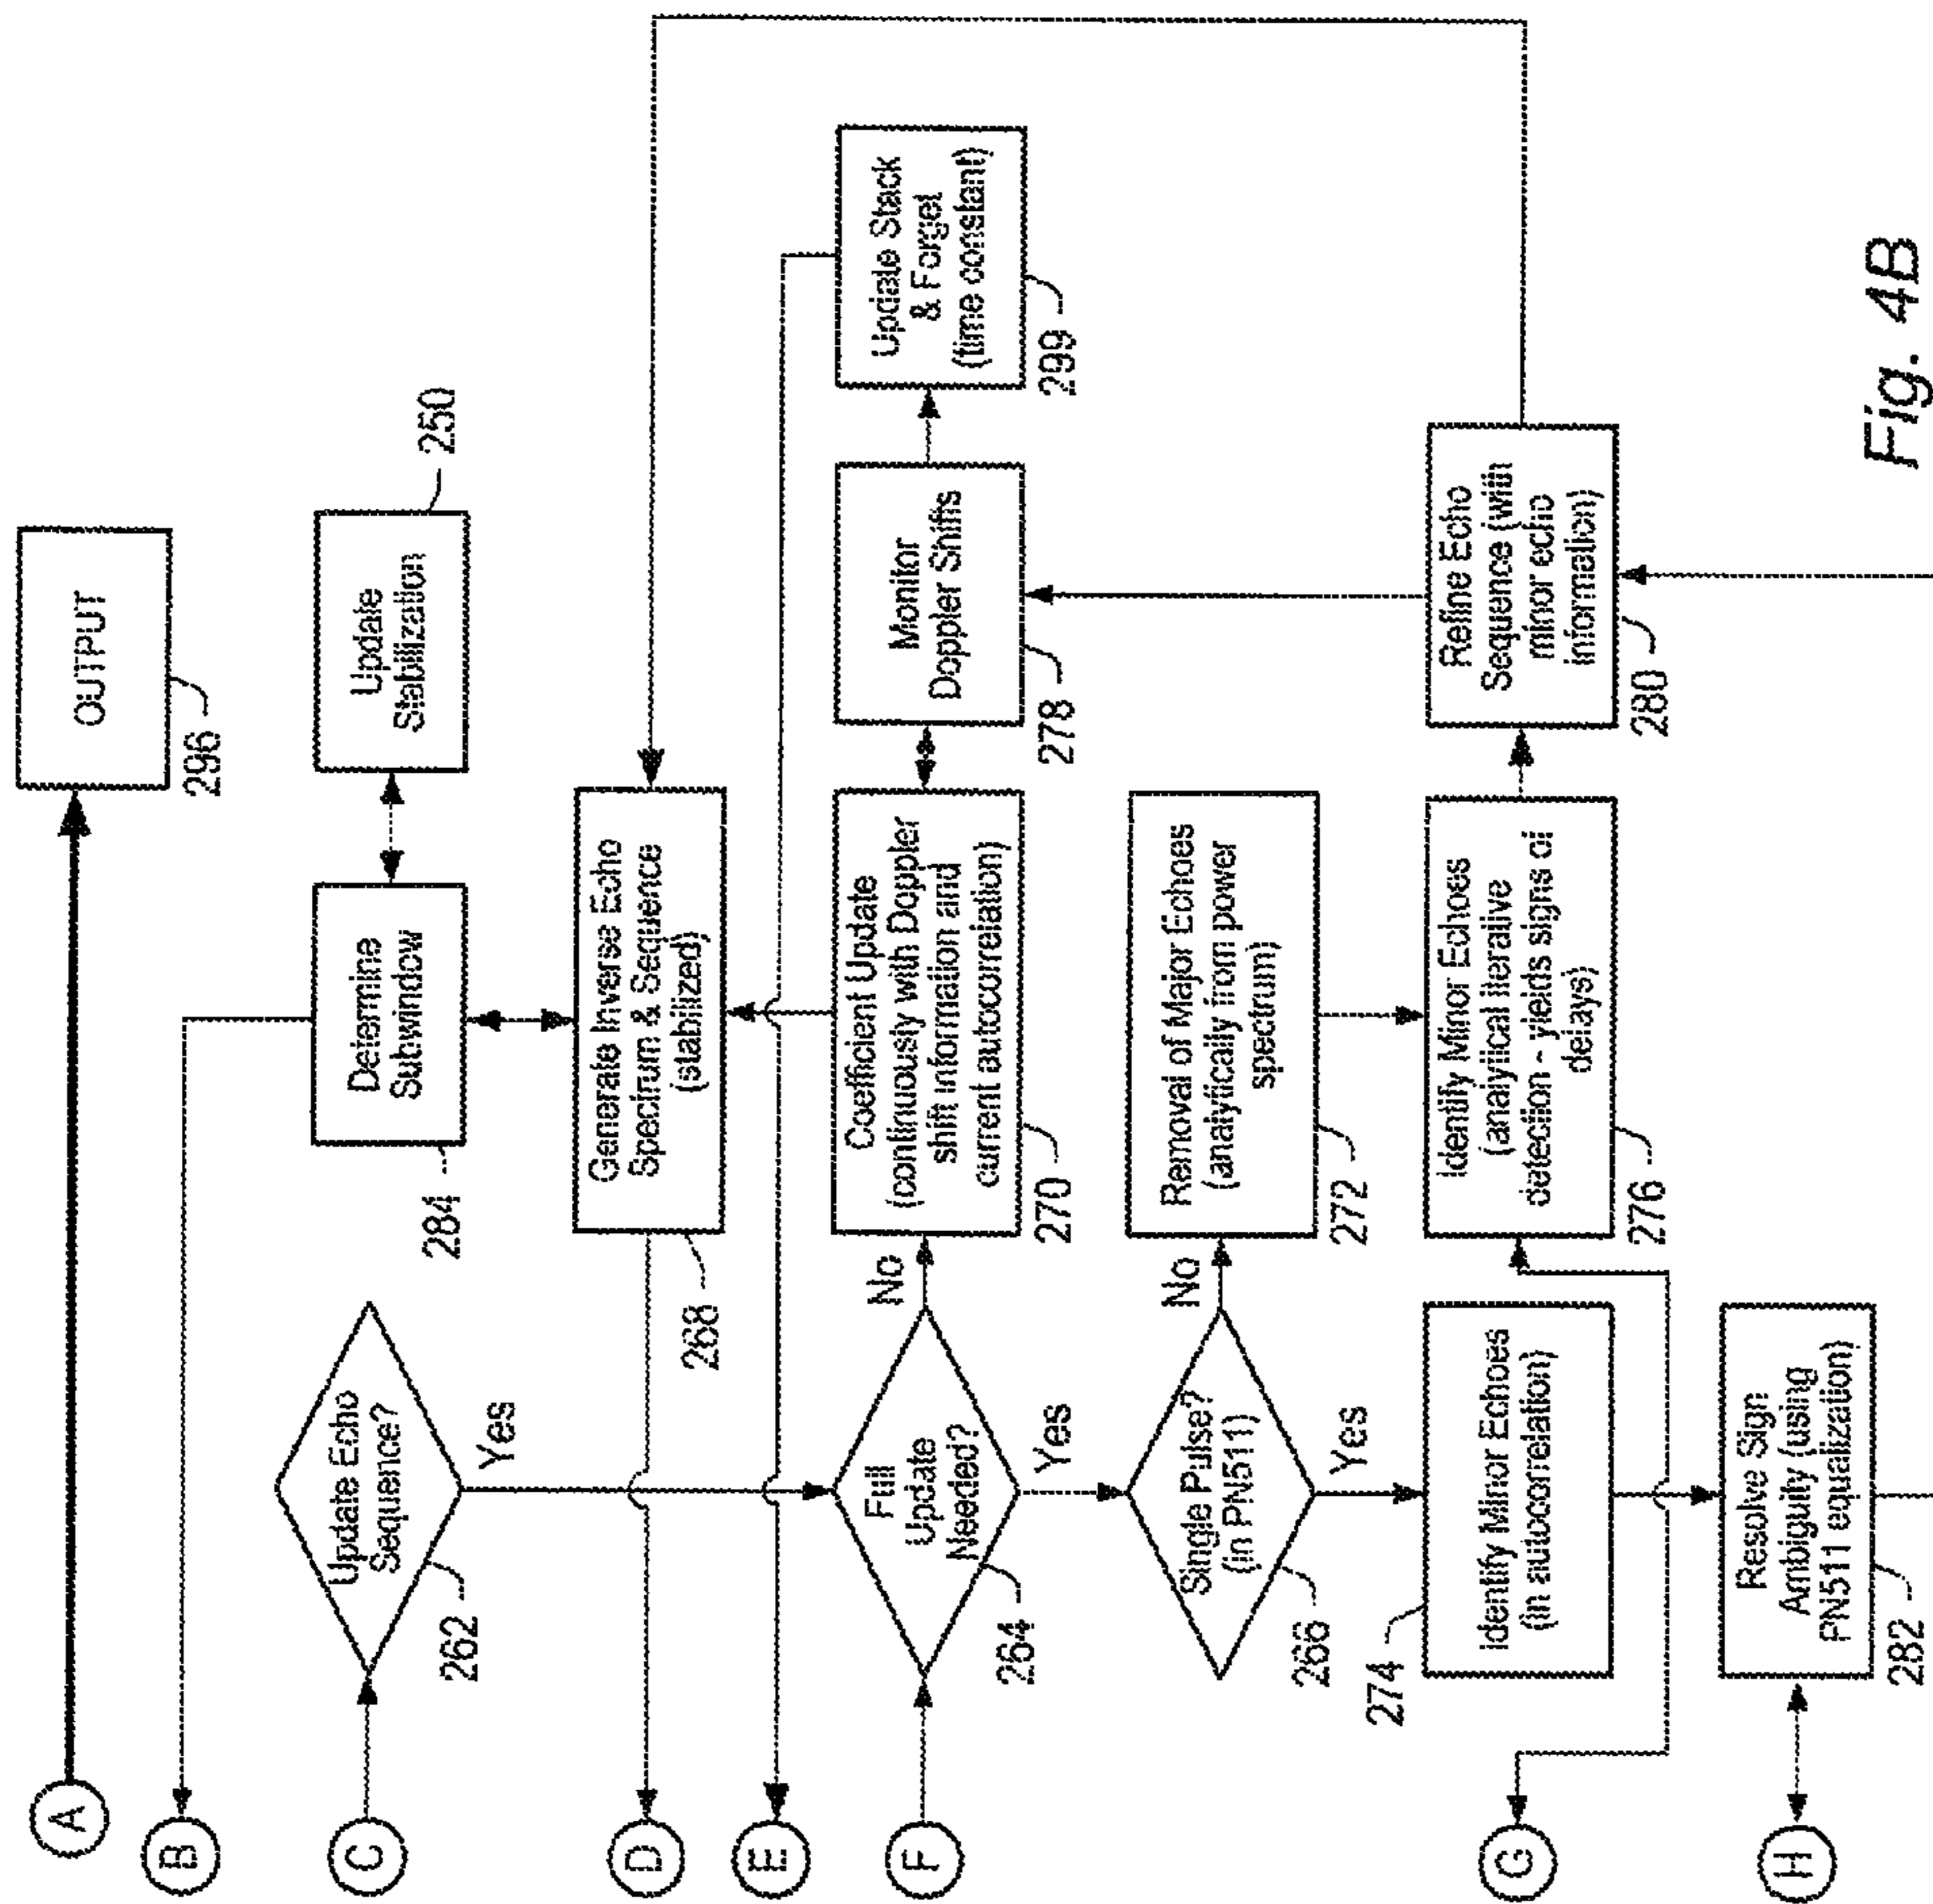 A
OUTPUT
296
B
Determine
Subwindow
284
Update
Stabilization
250
C
Update Echo
Sequence?
262
Yes
D
Generate Inverse Echo
Spectrum & Sequence
(stabilized)
268
E
F
Full
Update
Needed?
264
No
Yes
Coefficient Update
(continuously with Doppler
shift information and
current autocorrelation)
270
Monitor
Doppler Shifts
278
Update Stack
& Forget
(time constant)
299
Single Pulse?
(in PN511)
266
No
Yes
Removal of Major Echoes
(analytically from power
spectrum)
272
G
274
Identify Minor Echoes
(in autocorrelation)
Identify Minor Echoes
(analytical iterative
detection - yields signs of
delays)
276
Refine Echo
Sequence (with
minor echo
information)
280
H
Resolve Sign
Ambiguity (using
PN511 equalization)
282
Fig. 4B